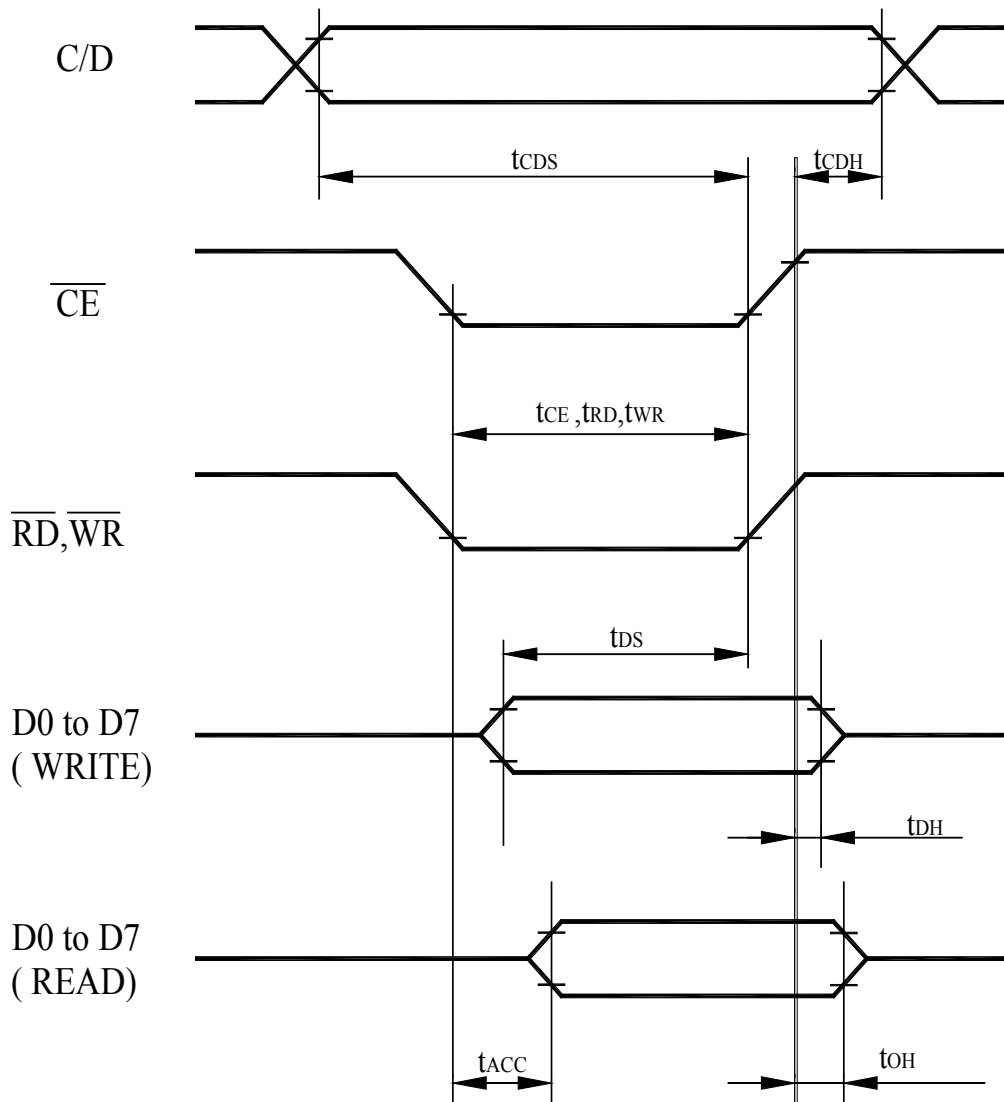 C/D
tCDS
tCDH
CE
tCE ,tRD,tWR
RD,WR
tDS
D0 to D7
( WRITE)
tDH
D0 to D7
( READ)
tACC
tOH